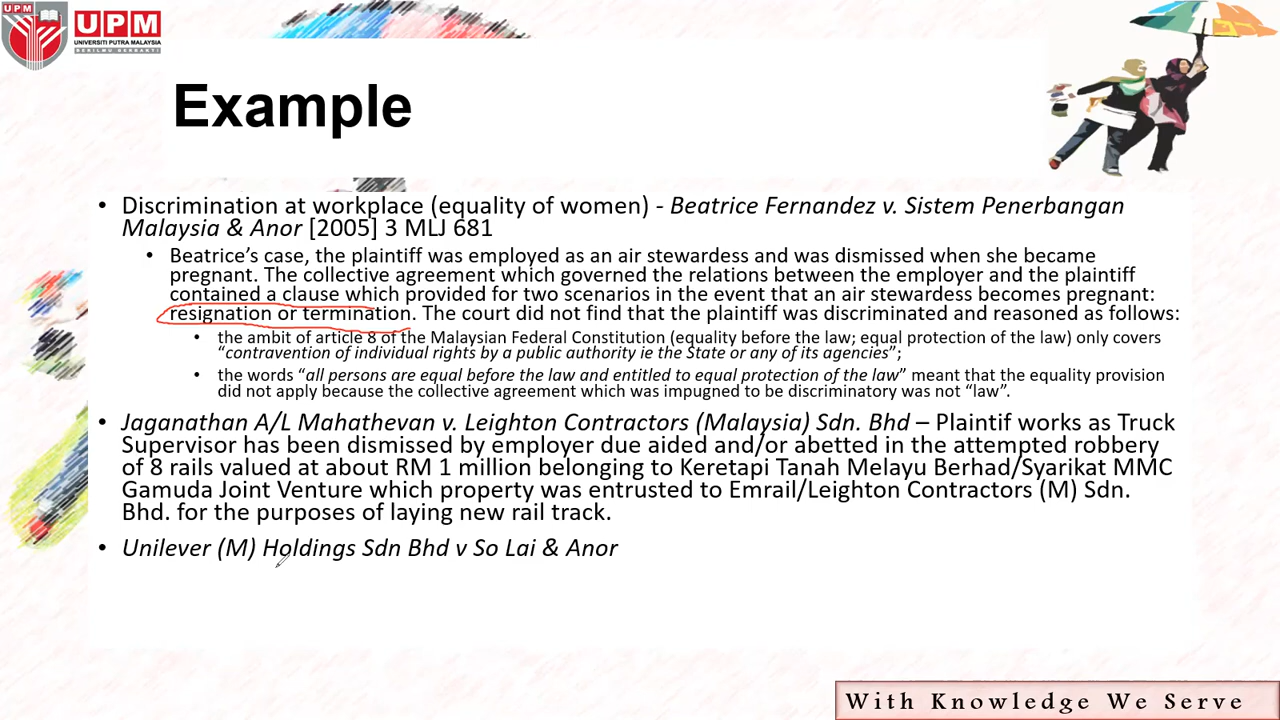 UPM
UNIVERSITI PUTRA MALAYSIA
BERILMU BERBAKTI
Example
• Discrimination at workplace (equality of women) - Beatrice Fernandez v. Sistem Penerbangan
Malaysia & Anor [2005] 3 MLJ 681
• Beatrice’s case, the plaintiff was employed as an air stewardess and was dismissed when she became
pregnant. The collective agreement which governed the relations between the employer and the plaintiff
contained a clause which provided for two scenarios in the event that an air stewardess becomes pregnant:
resignation or termination. The court did not find that the plaintiff was discriminated and reasoned as follows:
• the ambit of article 8 of the Malaysian Federal Constitution (equality before the law; equal protection of the law) only covers
“contravention of individual rights by a public authority ie the State or any of its agencies”;
• the words “all persons are equal before the law and entitled to equal protection of the law” meant that the equality provision
did not apply because the collective agreement which was impugned to be discriminatory was not “law”.
• Jaganathan A/L Mahathevan v. Leighton Contractors (Malaysia) Sdn. Bhd – Plaintif works as Truck
Supervisor has been dismissed by employer due aided and/or abetted in the attempted robbery
of 8 rails valued at about RM 1 million belonging to Keretapi Tanah Melayu Berhad/Syarikat MMC
Gamuda Joint Venture which property was entrusted to Emrail/Leighton Contractors (M) Sdn.
Bhd. for the purposes of laying new rail track.
• Unilever (M) Holdings Sdn Bhd v So Lai & Anor
With Knowledge We Serve